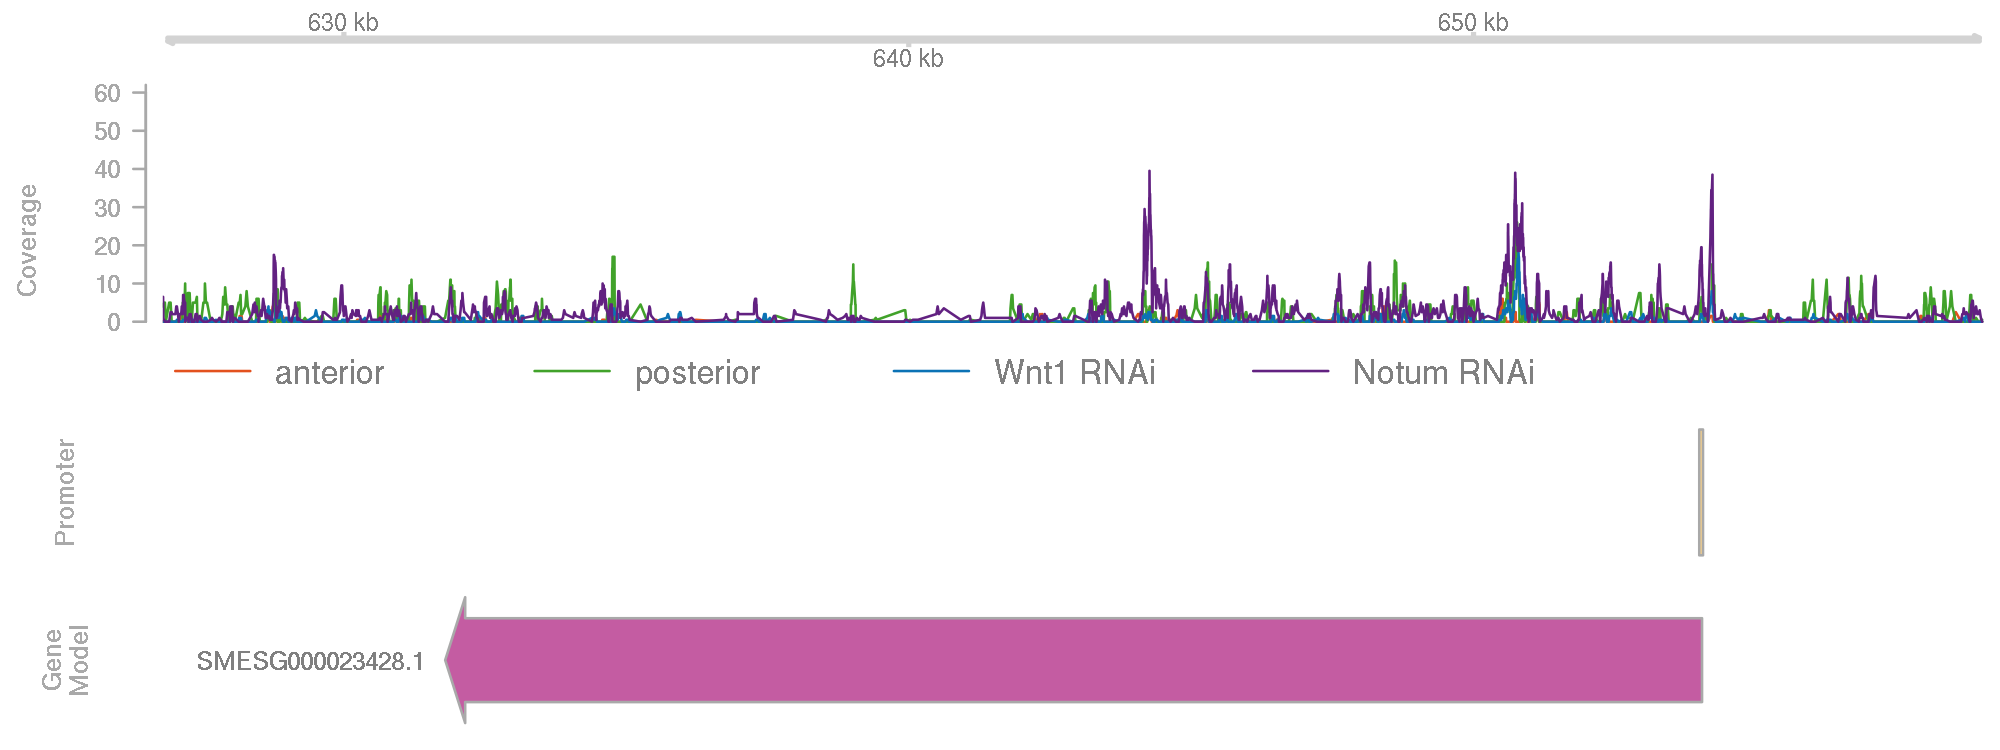 630 kb
650 kb
640 kb
60
50
40
30
20
10
0
Coverage
anterior posterior Wnt1 RNAi Notum RNAi
Promoter
Gene
Model
SMESG000023428.1